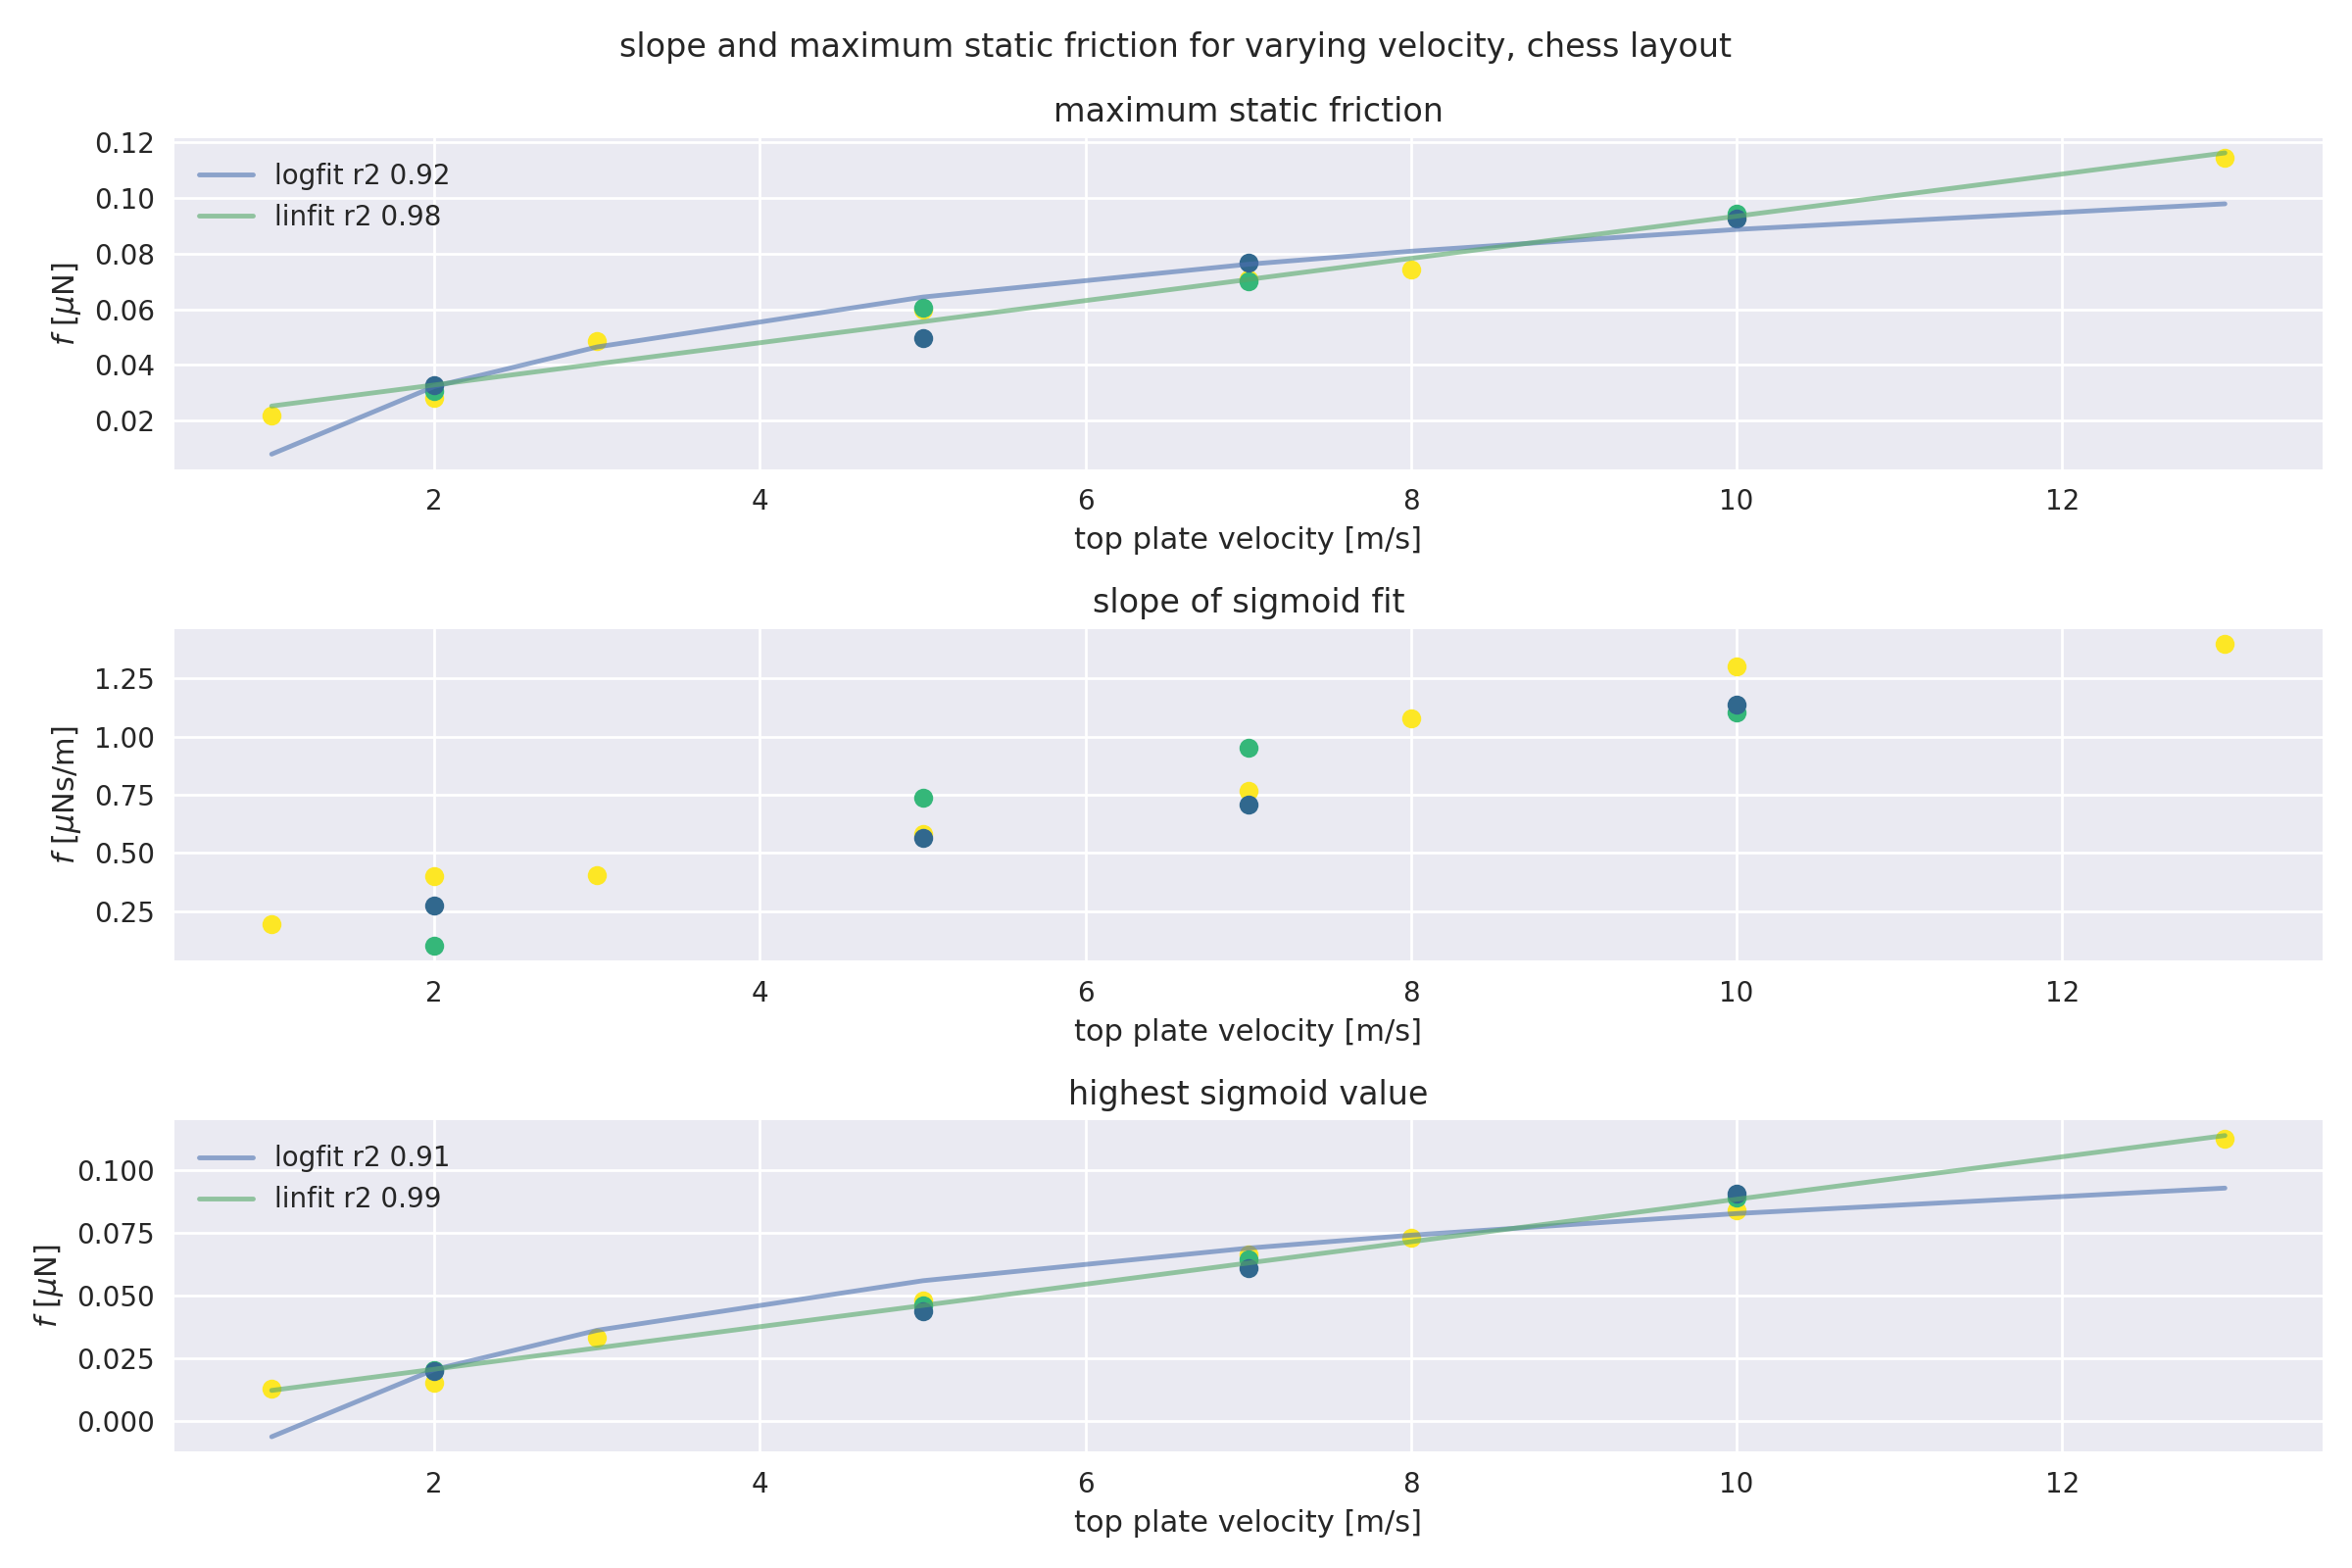 slope and maximum static friction for varying velocity, chess layout
maximum static friction
0.12
0.10
0.08
0.06
0.04
0.02
f [μN]
logfit r2 0.92
linfit r2 0.98
2 4 6 8 10 12
top plate velocity [m/s]
slope of sigmoid fit
1.25
1.00
0.75
0.50
0.25
f [μNs/m]
2 4 6 8 10 12
top plate velocity [m/s]
highest sigmoid value
0.100
0.075
0.050
0.025
0.000
f [μN]
logfit r2 0.91
linfit r2 0.99
2 4 6 8 10 12
top plate velocity [m/s]